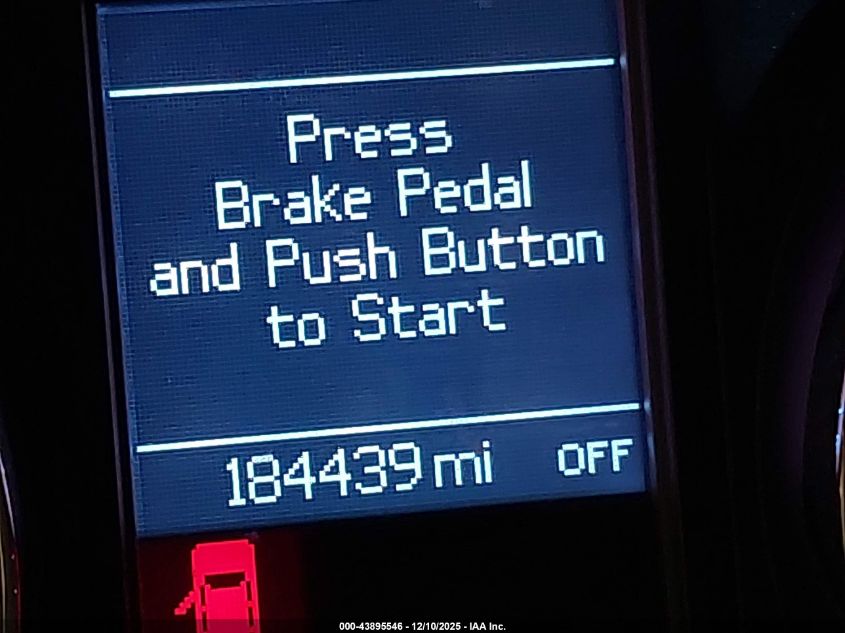 Press
Brake Pedal
and Push Button
to Start
184439 mi OFF
000-43895546 - 12/10/2025 - IAA Inc.